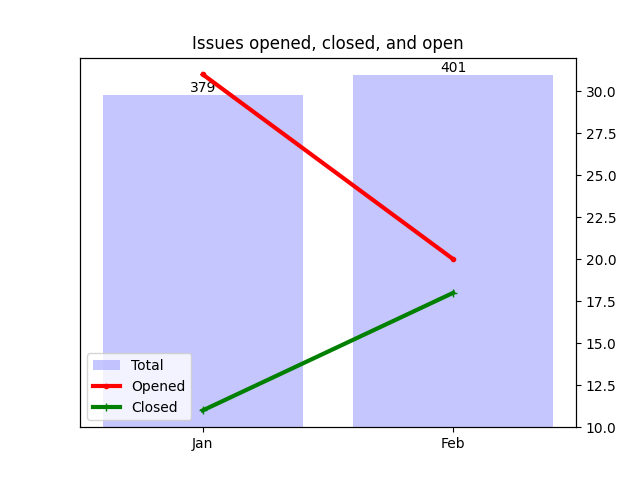 Issues opened, closed, and open
379
401
30.0
27.5
25.0
22.5
20.0
17.5
15.0
12.5
10.0
Total
Opened
Closed
Jan
Feb